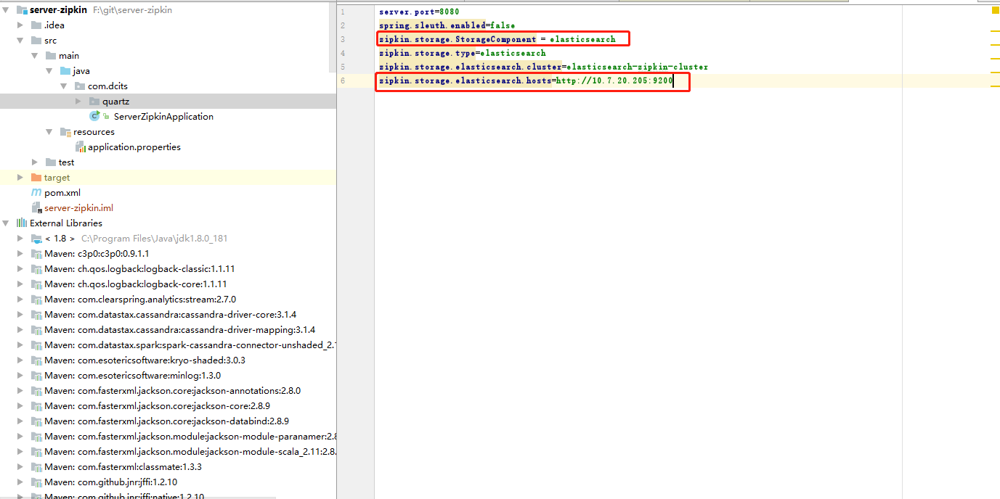 server-zipkin F:\git\server-zipkin
.idea
src
main
java
com.dcits
quartz
ServerZipkinApplication
resources
application.properties
test
target
pom.xml
server-zipkin.iml
External Libraries
< 1.8 > C:\Program Files\Java\jdk1.8.0_181
Maven: c3p0:c3p0:0.9.1.1
Maven: ch.qos.logback:logback-classic:1.1.11
Maven: ch.qos.logback:logback-core:1.1.11
Maven: com.clearspring.analytics:stream:2.7.0
Maven: com.datastax.cassandra:cassandra-driver-core:3.1.4
Maven: com.datastax.cassandra:cassandra-driver-mapping:3.1.4
Maven: com.datastax.spark:spark-cassandra-connector-unshaded_2.
Maven: com.esotericsoftware:kryo-shaded:3.0.3
Maven: com.esotericsoftware:minlog:1.3.0
Maven: com.fasterxml.jackson.core:jackson-annotations:2.8.0
Maven: com.fasterxml.jackson.core:jackson-core:2.8.9
Maven: com.fasterxml.jackson.core:jackson-databind:2.8.9
Maven: com.fasterxml.jackson.module:jackson-module-paranamer:2.8
Maven: com.fasterxml.jackson.module:jackson-module-scala_2.11:2.8.
Maven: com.fasterxml:classmate:1.3.3
Maven: com.github.jnr:jffi:1.2.10
Maven: com.github.jnr:jffi:native:1.2.10
1 server.port=8080
2 spring.sleuth.enabled=false
3 zipkin.storage.StorageComponent = elasticsearch
4 zipkin.storage.type=elasticsearch
5 zipkin.storage.elasticsearch.cluster=elasticsearch-zipkin-cluster
6 zipkin.storage.elasticsearch.hosts=http://10.7.20.205:9200